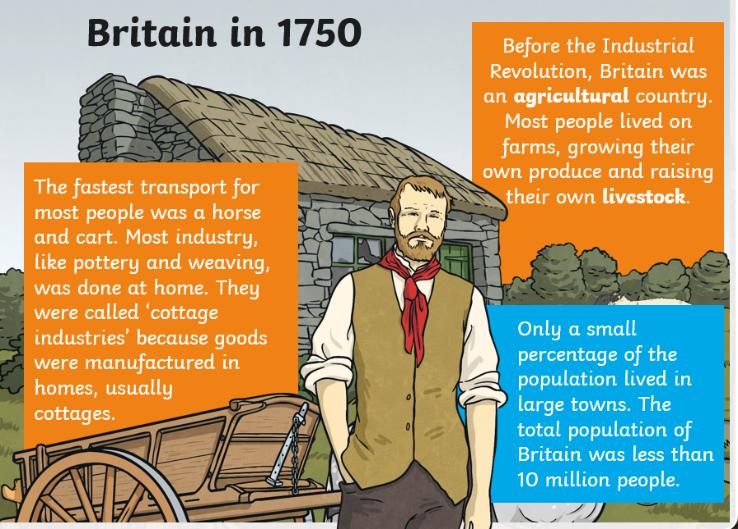 Britain in 1750
Before the Industrial
Revolution, Britain was
an agricultural country.
Most people lived on
farms, growing their
own produce and raising
their own livestock.
The fastest transport for
most people was a horse
and cart. Most industry,
like pottery and weaving,
was done at home. They
were called ‘cottage
industries’ because goods
were manufactured in
homes, usually
cottages.
Only a small
percentage of the
population lived in
large towns. The
total population of
Britain was less than
10 million people.